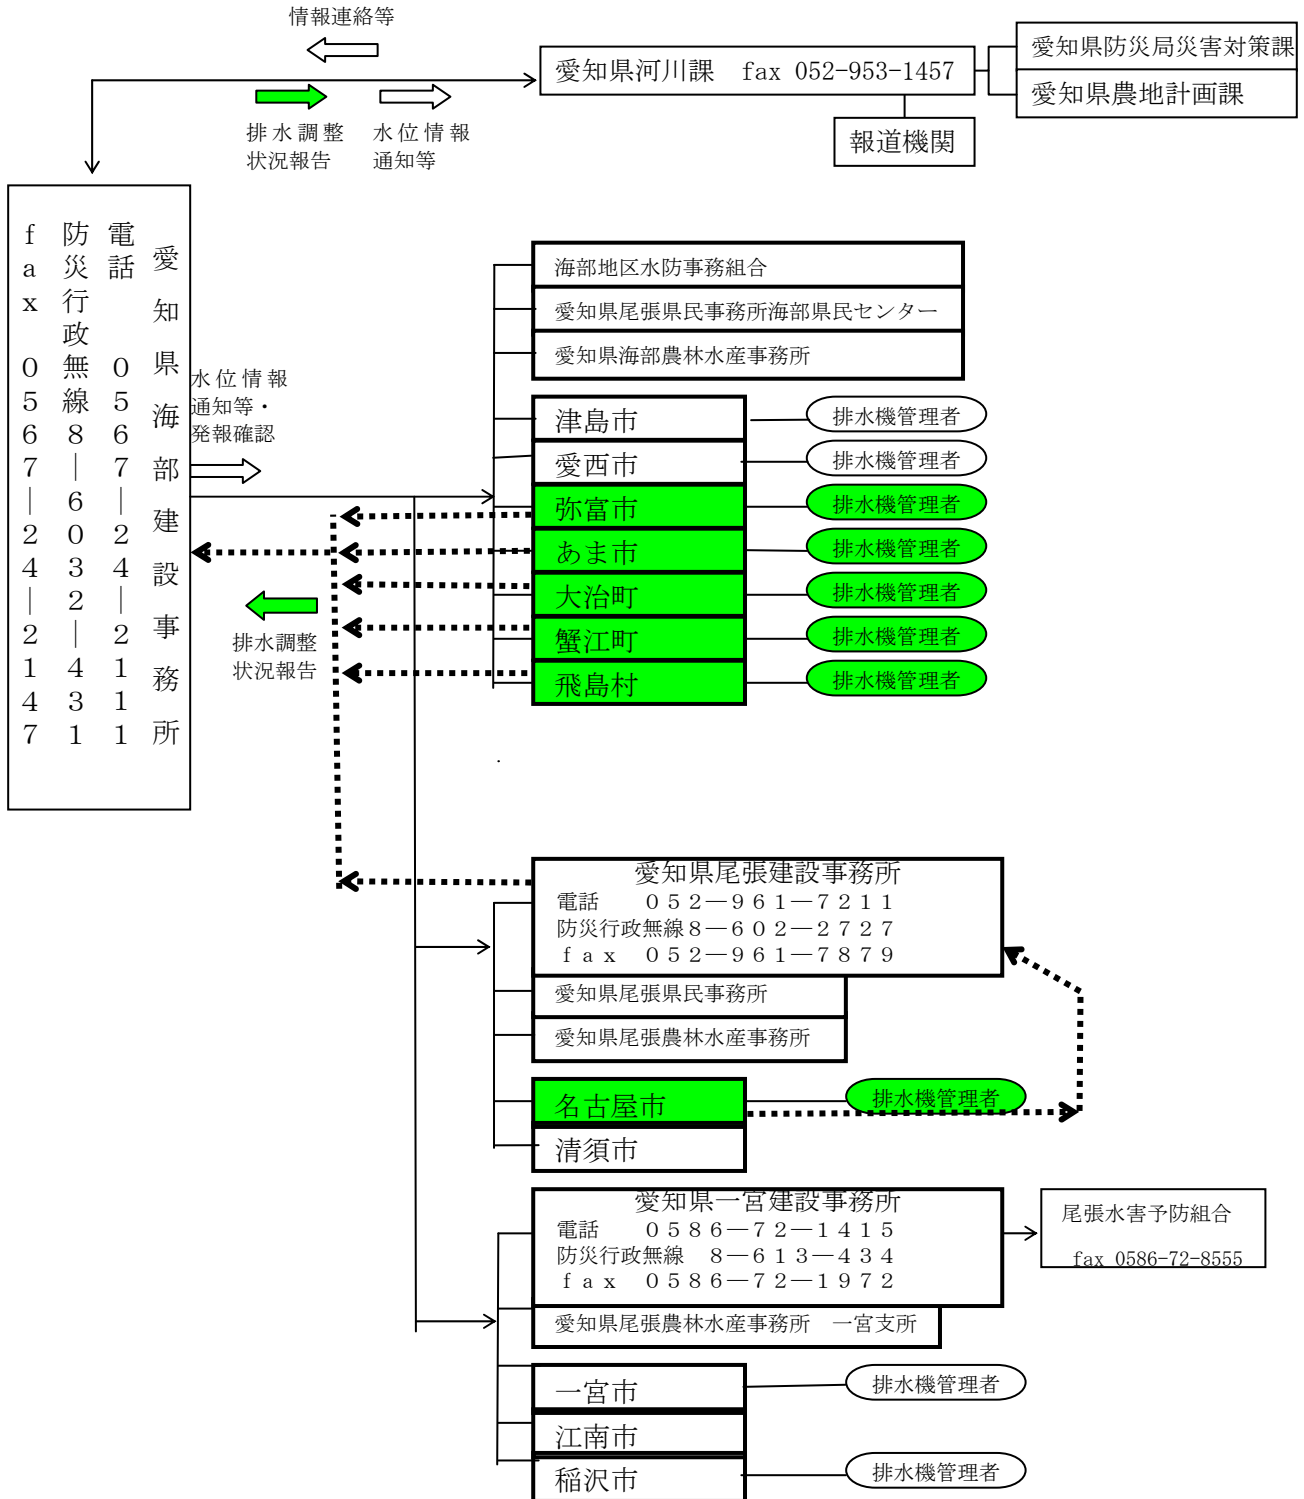 情報連絡等
愛知県河川課　fax 052-953-1457
愛知県防災局災害対策課
愛知県農地計画課
報道機関
排水調整
状況報告
水位情報
通知等
愛知県海部建設事務所
電話　　０５６７―２４―２１１１
防災行政無線８―６０３２―４３１
ｆａｘ　０５６７―２４―２１４７
水位情報
通知等・
発報確認
海部地区水防事務組合
愛知県尾張県民事務所海部県民センター
愛知県海部農林水産事務所
津島市
排水機管理者
愛西市
排水機管理者
弥富市
排水機管理者
あま市
排水機管理者
大治町
排水機管理者
蟹江町
排水機管理者
飛島村
排水機管理者
排水調整
状況報告
愛知県尾張建設事務所
電話　　０５２―９６１―７２１１
防災行政無線８―６０２―２７２７
ｆａｘ　０５２―９６１―７８７９
愛知県尾張県民事務所
愛知県尾張農林水産事務所
名古屋市
排水機管理者
清須市
愛知県一宮建設事務所
電話　　０５８６―７２―１４１５
防災行政無線　８―６１３―４３４
ｆａｘ　０５８６―７２―１９７２
尾張水害予防組合
fax 0586-72-8555
愛知県尾張農林水産事務所　一宮支所
一宮市
排水機管理者
江南市
稲沢市
排水機管理者